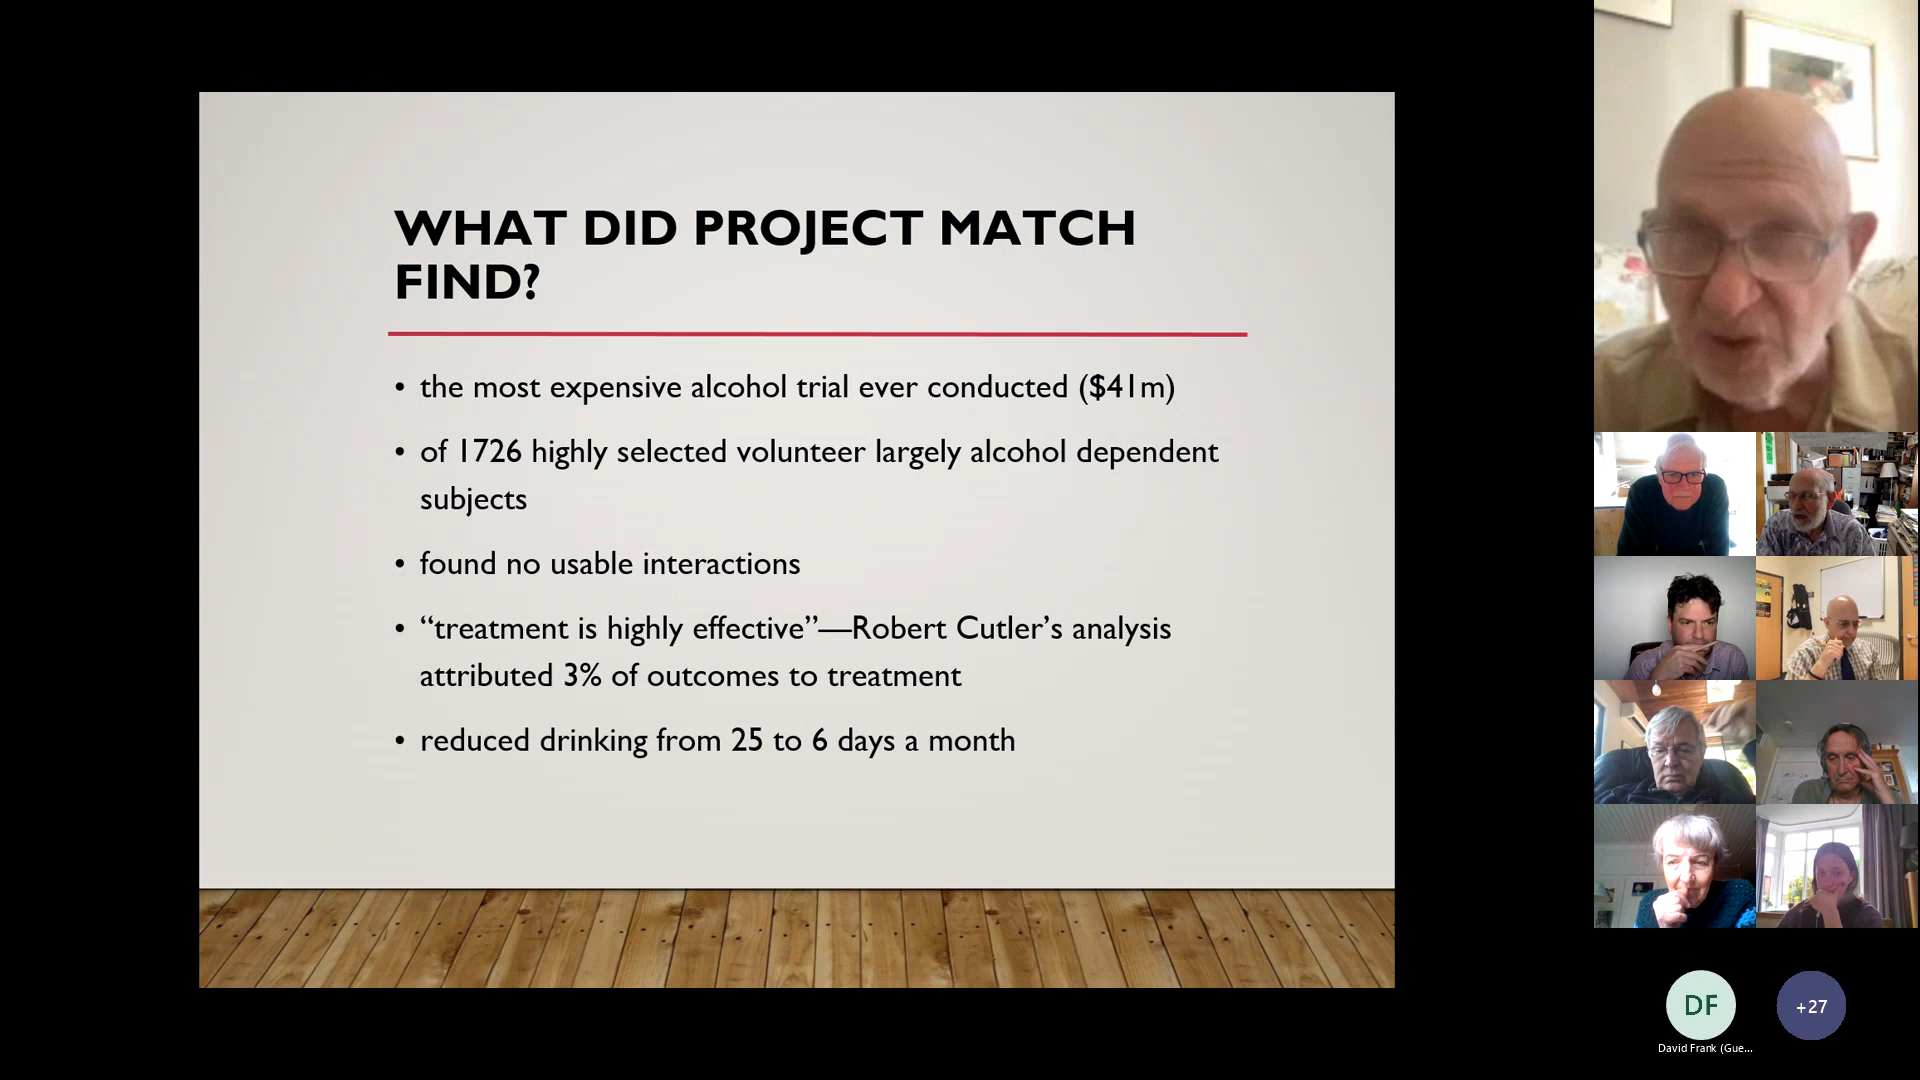 WHAT DID PROJECT MATCH
FIND?
• the most expensive alcohol trial ever conducted ($41m)
• of 1726 highly selected volunteer largely alcohol dependent
subjects
• found no usable interactions
• “treatment is highly effective”—Robert Cutler’s analysis
attributed 3% of outcomes to treatment
• reduced drinking from 25 to 6 days a month
DF
+27
David Frank (Gue...